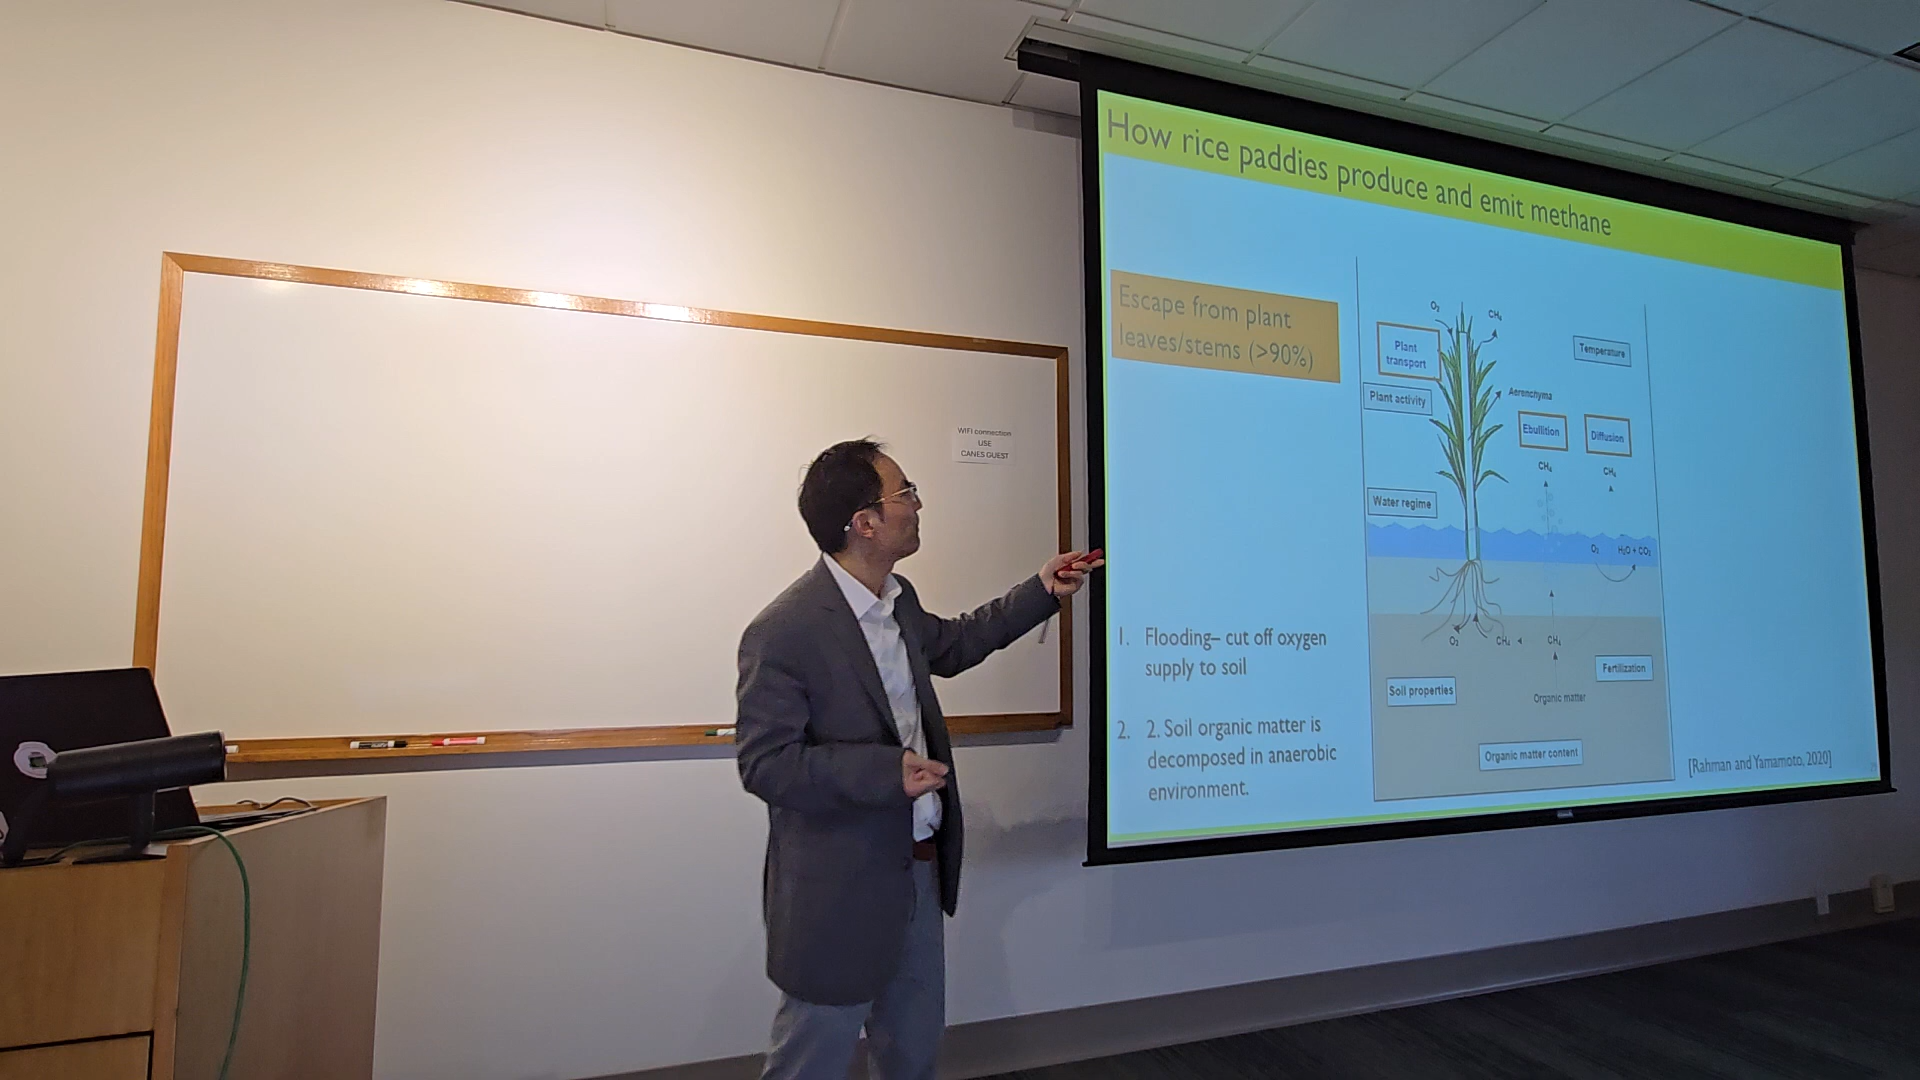 How rice paddies produce and emit methane
Escape from plant
leaves/stems (>90%)
1. Flooding– cut off oxygen
supply to soil
2. 2. Soil organic matter is
decomposed in anaerobic
environment.
O₂
CH₄
Plant
transport
Temperature
Plant activity
Aerenchyma
Ebullition
Diffusion
CH₄
CH₄
Water regime
O₂
H₂O + CO₂
O₂
CH₄
CH₄
Fertilization
Soil properties
Organic matter
Organic matter content
[Rahman and Yamamoto, 2020]
WIFI connection
USE
CANES GUEST